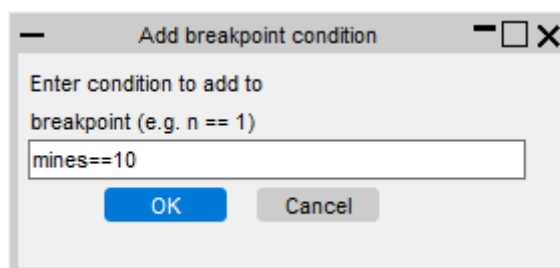 Add breakpoint condition
Enter condition to add to
breakpoint (e.g. n == 1)
mines==10
OK Cancel